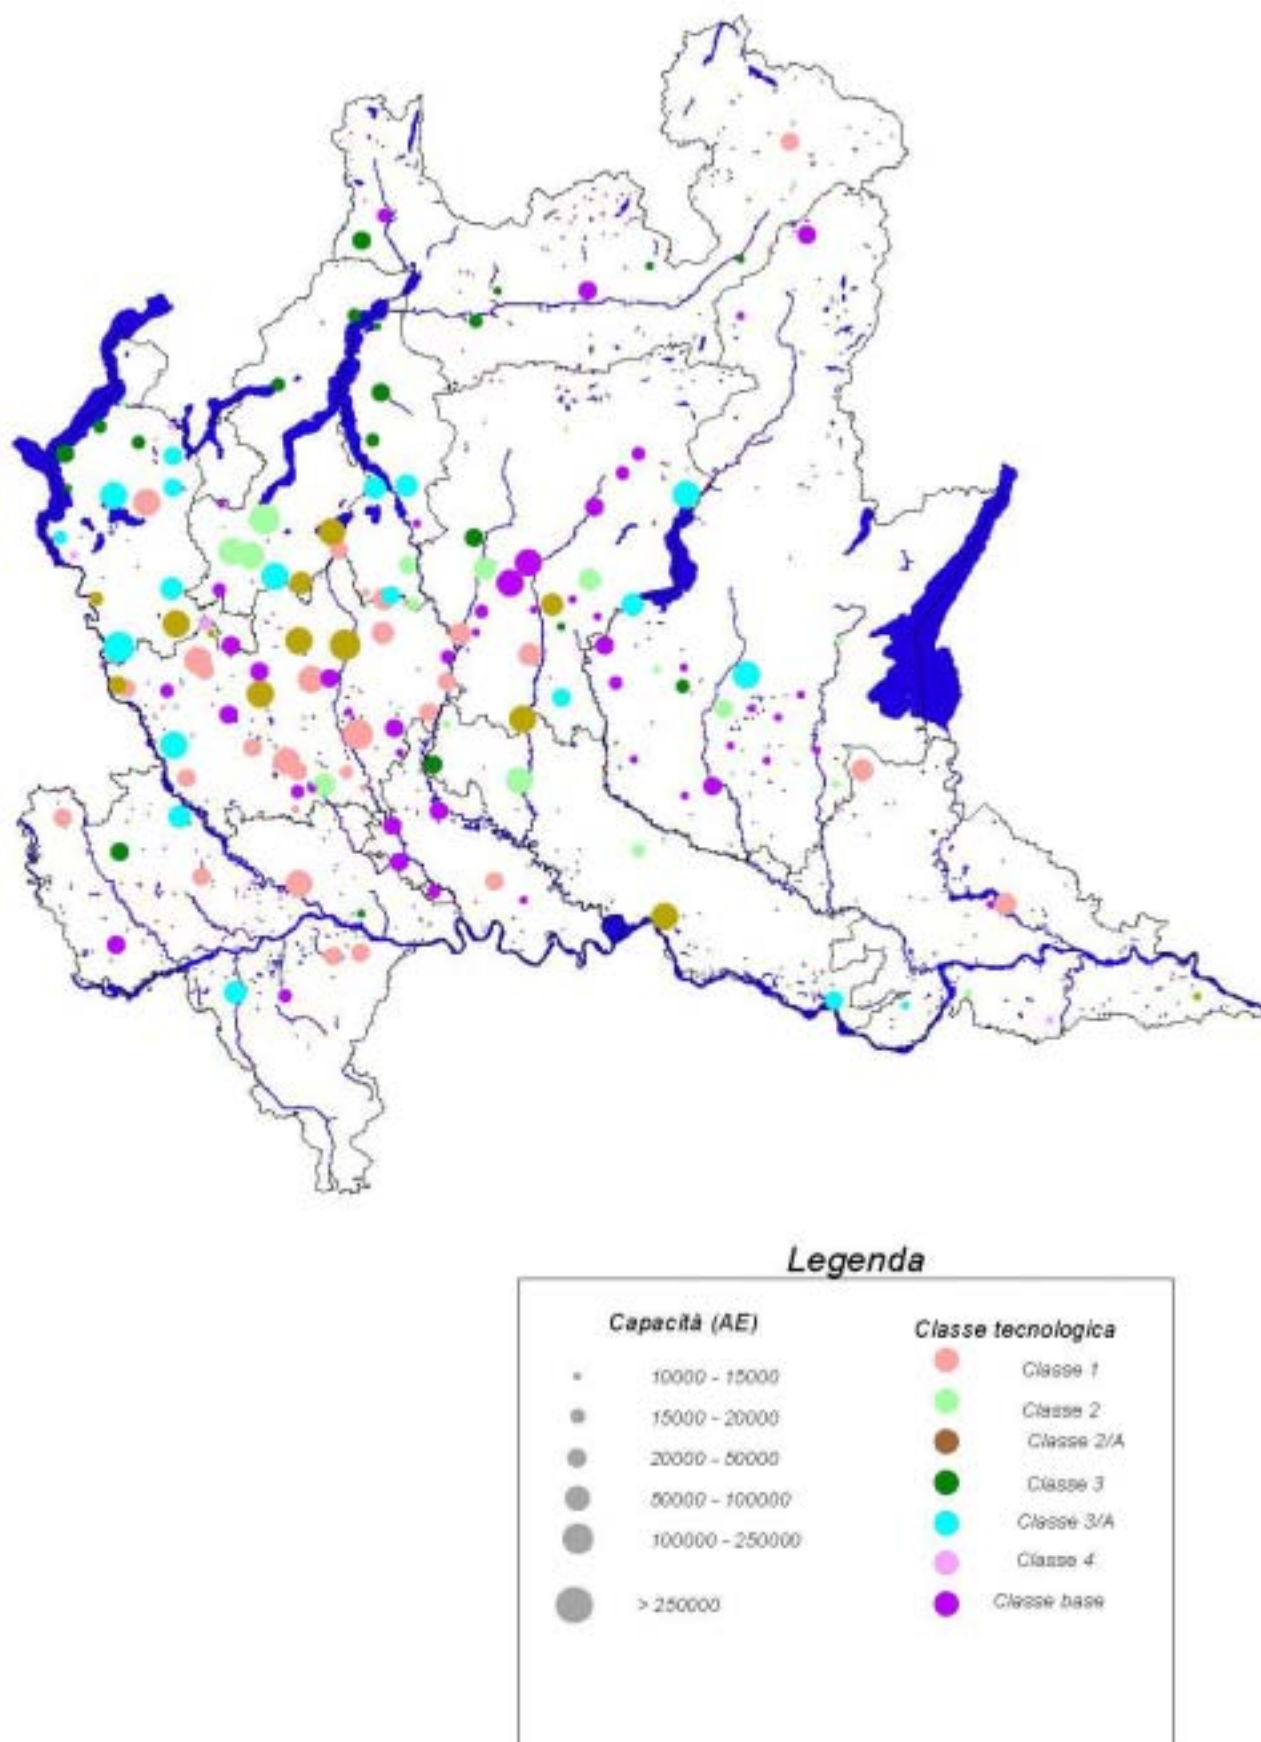 Legenda
Capacità (AE)
10000 - 15000
15000 - 20000
20000 - 50000
50000 - 100000
100000 - 250000
> 250000
Classe tecnologica
Classe 1
Classe 2
Classe 2/A
Classe 3
Classe 3/A
Classe 4
Classe base